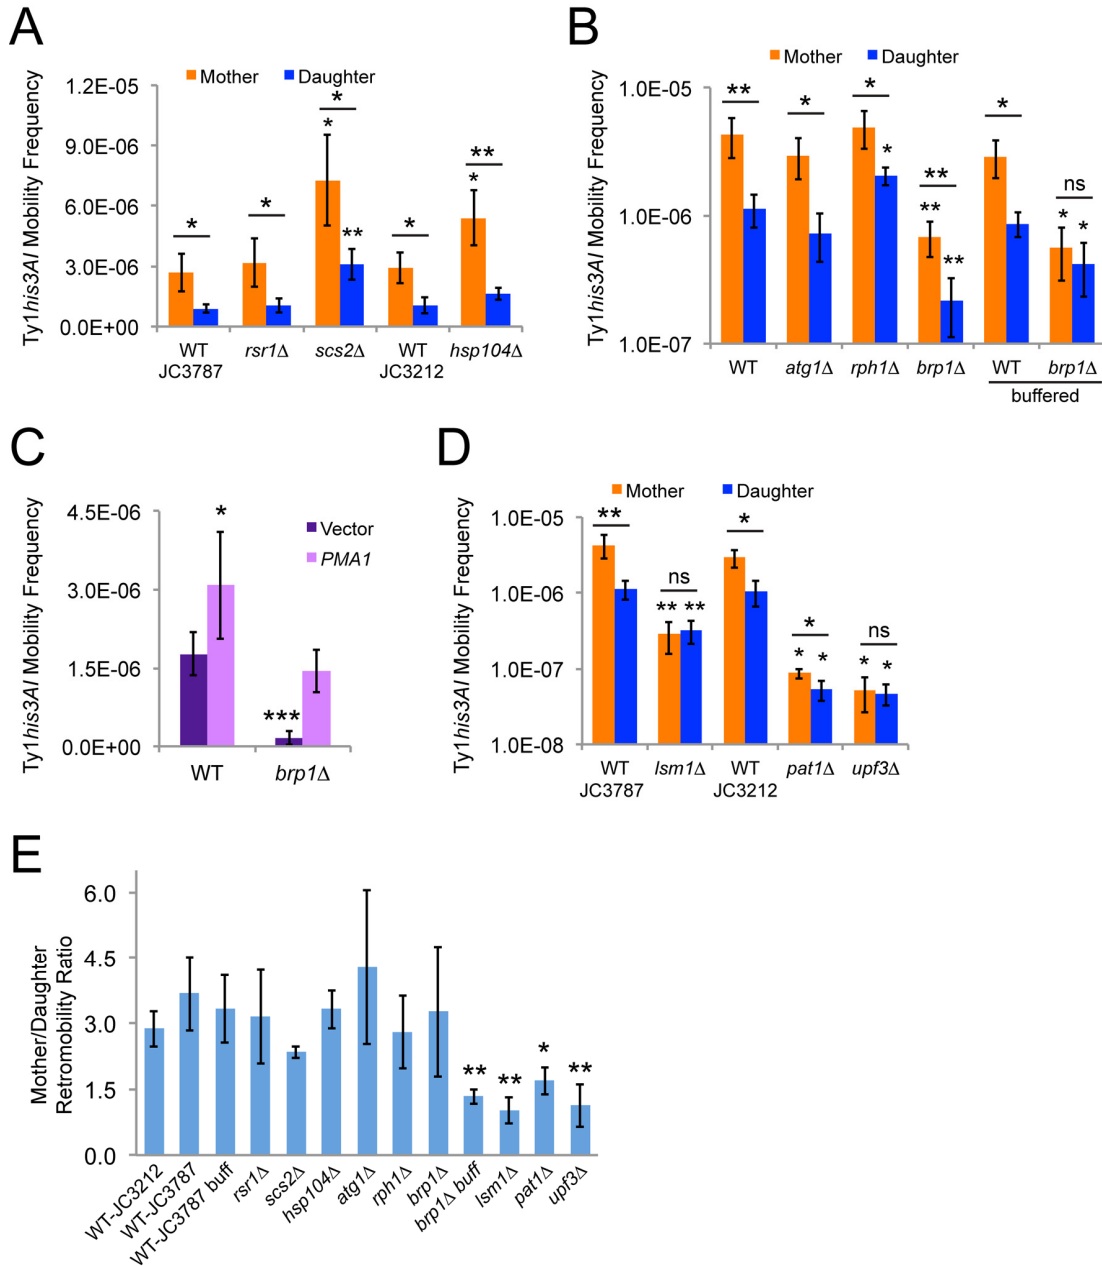 A
Mother Daughter
Ty1his3AI Mobility Frequency
1.2E-05
9.0E-06
6.0E-06
3.0E-06
0.0E+00
* * * * ** * ** *
WT JC3787
rsr1Δ
scs2Δ
WT JC3212
hsp104Δ
B
Mother Daughter
Ty1his3AI Mobility Frequency
1.0E-05
1.0E-06
1.0E-07
** * * * ** ** ** * ns * *
WT atg1Δ rph1Δ brp1Δ WT brp1Δ
buffered
C
Ty1his3AI Mobility Frequency
4.5E-06
3.0E-06
1.5E-06
0.0E+00
Vector
PMA1
* ***
WT brp1Δ
D
Mother Daughter
Ty1his3AI Mobility Frequency
1.0E-05
1.0E-06
1.0E-07
1.0E-08
** ns ** ** * * * * ns * *
WT JC3787
lsm1Δ
WT JC3212
pat1Δ
upf3Δ
E
Mother/Daughter
Retromobility Ratio
6.0
4.5
3.0
1.5
0.0
** ** * **
WT-JC3212
WT-JC3787
WT-JC3787 buff
rsr1Δ
scs2Δ
hsp104Δ
atg1Δ
rph1Δ
brp1Δ
brp1Δ buff
lsm1Δ
pat1Δ
upf3Δ